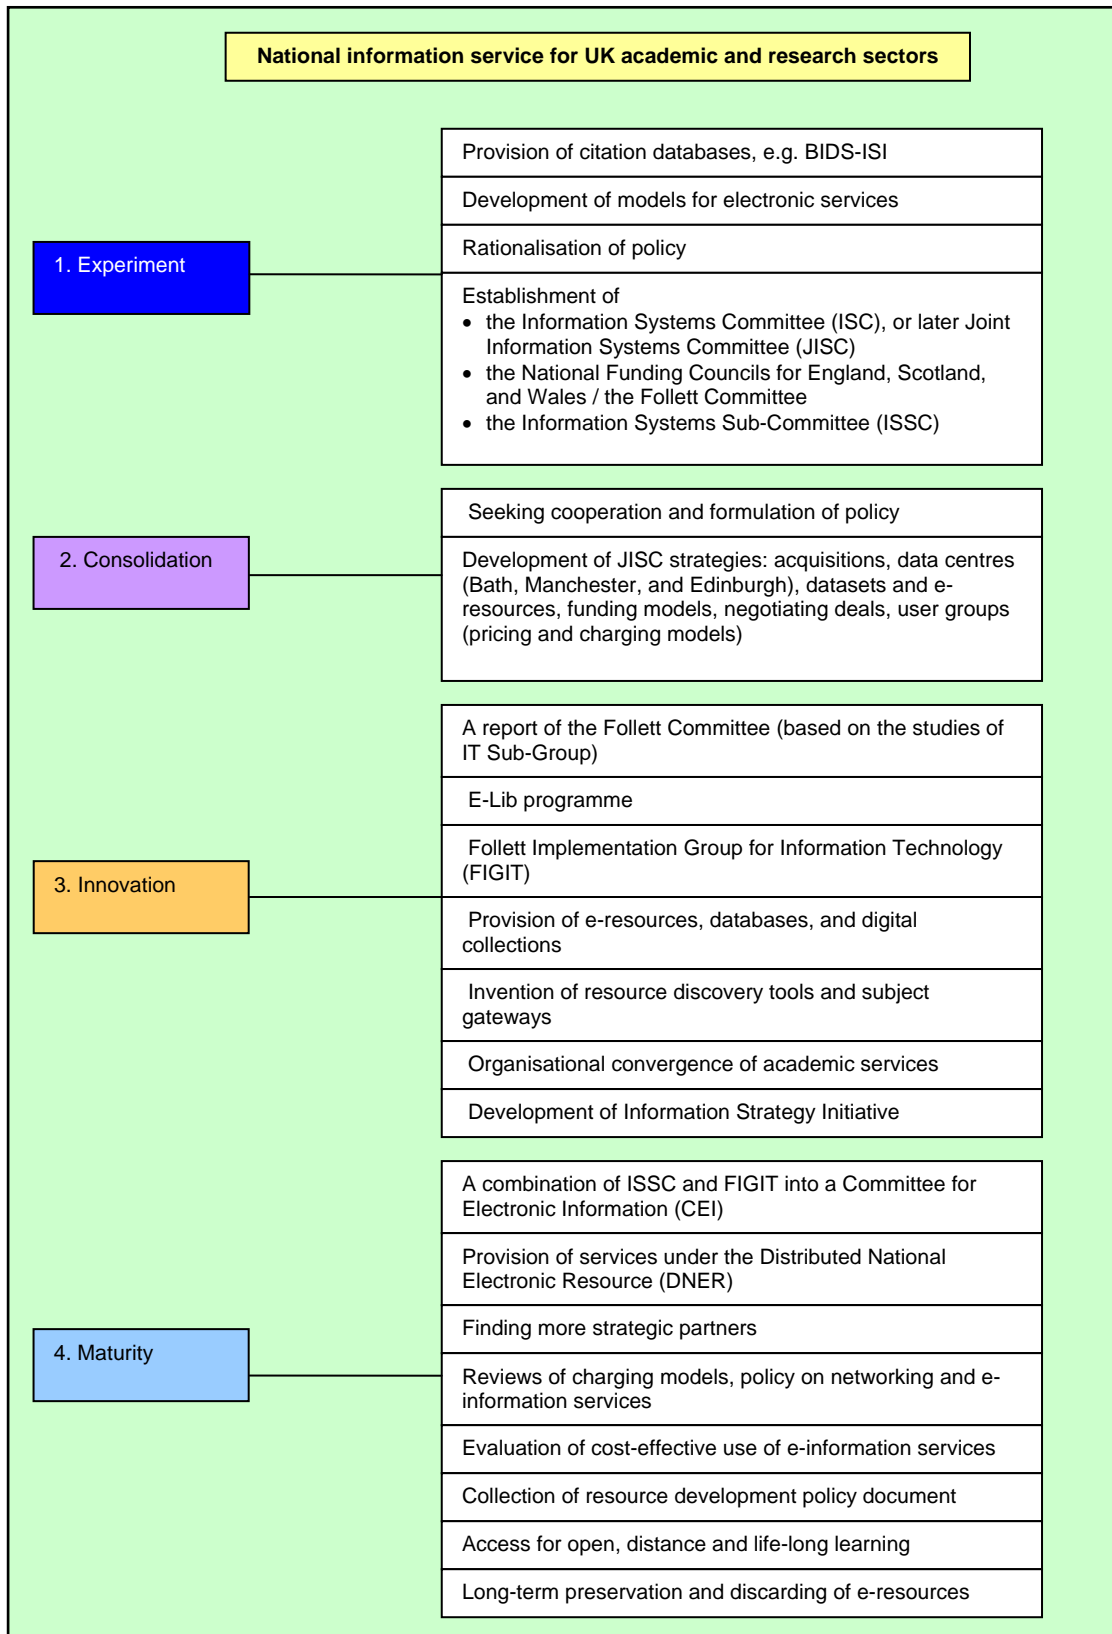 National information service for UK academic and research sectors
1. Experiment
Provision of citation databases, e.g. BIDS-ISI
Development of models for electronic services
Rationalisation of policy
Establishment of
• the Information Systems Committee (ISC), or later Joint
Information Systems Committee (JISC)
• the National Funding Councils for England, Scotland,
and Wales / the Follett Committee
• the Information Systems Sub-Committee (ISSC)
2. Consolidation
Seeking cooperation and formulation of policy
Development of JISC strategies: acquisitions, data centres
(Bath, Manchester, and Edinburgh), datasets and e-
resources, funding models, negotiating deals, user groups
(pricing and charging models)
3. Innovation
A report of the Follett Committee (based on the studies of
IT Sub-Group)
E-Lib programme
Follett Implementation Group for Information Technology
(FIGIT)
Provision of e-resources, databases, and digital
collections
Invention of resource discovery tools and subject
gateways
Organisational convergence of academic services
Development of Information Strategy Initiative
4. Maturity
A combination of ISSC and FIGIT into a Committee for
Electronic Information (CEI)
Provision of services under the Distributed National
Electronic Resource (DNER)
Finding more strategic partners
Reviews of charging models, policy on networking and e-
information services
Evaluation of cost-effective use of e-information services
Collection of resource development policy document
Access for open, distance and life-long learning
Long-term preservation and discarding of e-resources